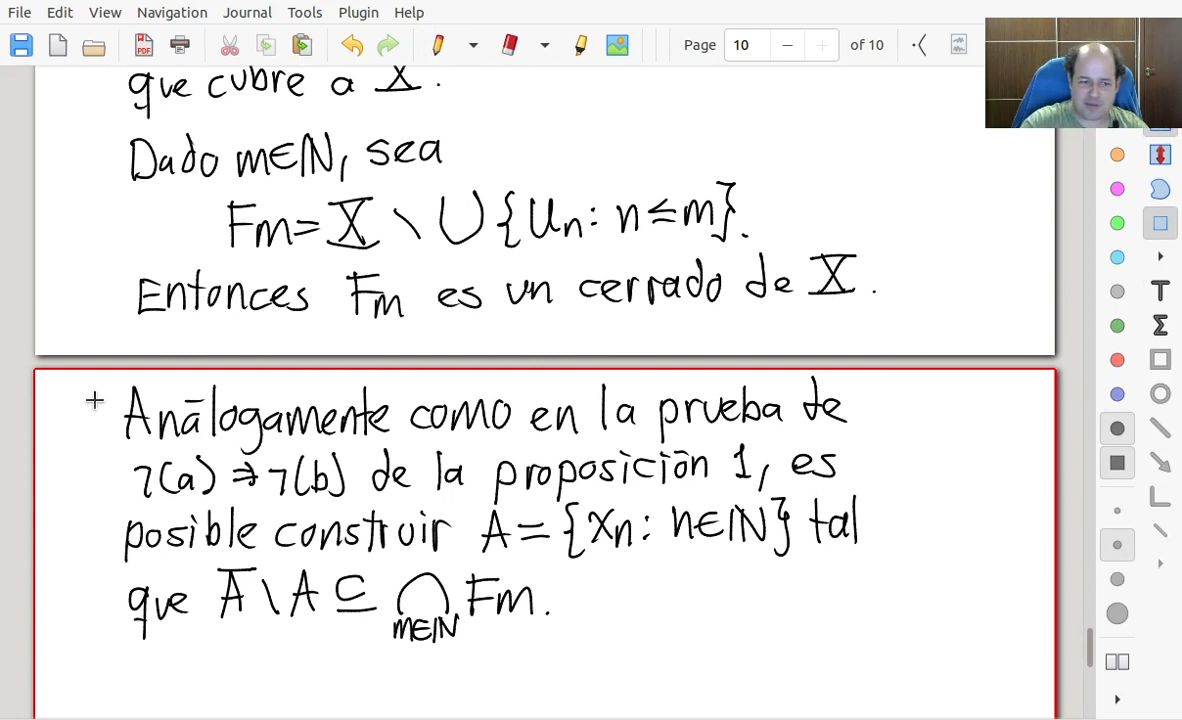 File Edit View Navigation Journal Tools Plugin Help
Page 10 of 10
que cubre a X.
Dado m∈ℕ, sea
Fm = X \ ∪ {Un: n≤m}.
Entonces Fm es un cerrado de X.
Análogamente como en la prueba de
¬(a) ⇒ ¬(b) de la proposición 1, es
posible construir A = {xn: n∈ℕ} tal
que A̅ \ A ⊆ ⋂ Fm.
m∈ℕ